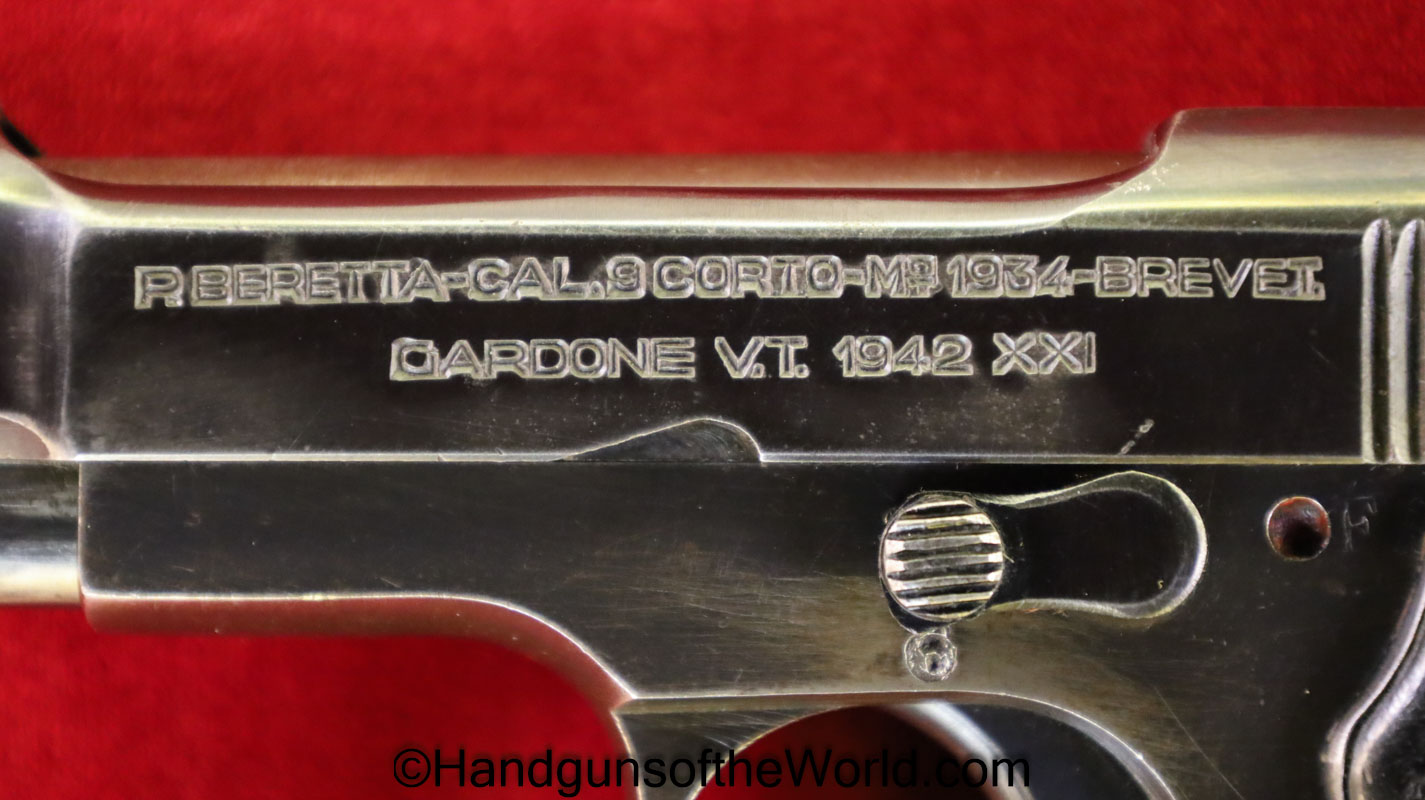 P. BERETTA-CAL. 9 CORTO-Mº 1934-BREVET.
GARDONE V.T. 1942 XXI
©HandgunsoftheWorld.com